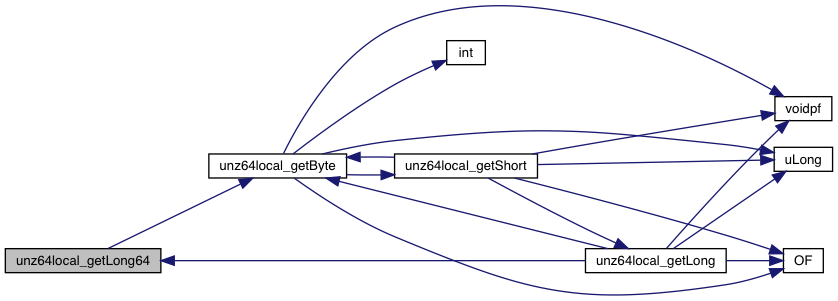 int
voidpf
unz64local_getByte
unz64local_getShort
uLong
unz64local_getLong64
unz64local_getLong
OF